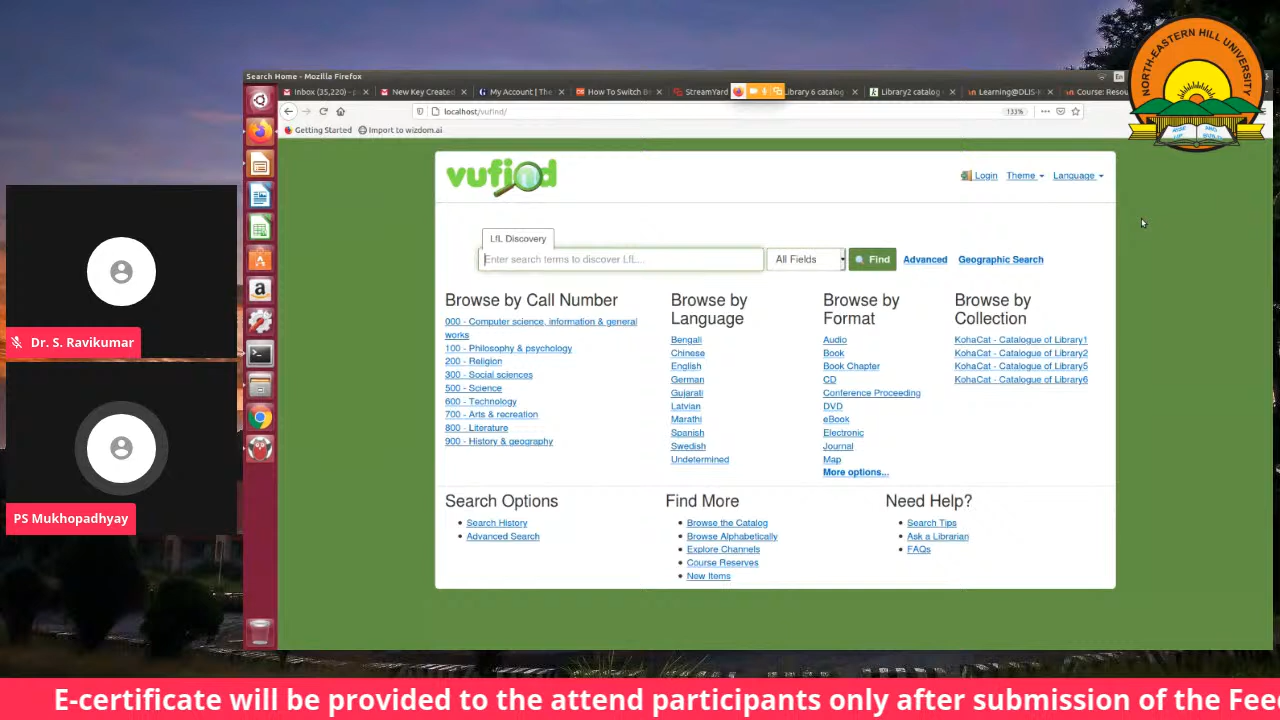 Search Home - Mozilla Firefox
Inbox (35,220) - p
New Key Created
My Account | The
How To Switch B
StreamYard
Library 6 catalog
Library2 catalog
Learning@DLIS-K
Course: Resou
localhost/vufind/
133%
Getting Started
Import to wizdom.ai
NORTH-EASTERN HILL UNIVERSITY
RISE UP AND BUILD
vufind
Login
Theme
Language
LfL Discovery
Enter search terms to discover LfL...
All Fields
Find
Advanced
Geographic Search
Browse by Call Number
000 - Computer science, information & general
works
100 - Philosophy & psychology
200 - Religion
300 - Social sciences
500 - Science
600 - Technology
700 - Arts & recreation
800 - Literature
900 - History & geography
Browse by
Language
Bengali
Chinese
English
German
Gujarati
Latvian
Marathi
Spanish
Swedish
Undetermined
Browse by
Format
Audio
Book
Book Chapter
CD
Conference Proceeding
DVD
eBook
Electronic
Journal
Map
More options...
Browse by
Collection
KohaCat - Catalogue of Library1
KohaCat - Catalogue of Library2
KohaCat - Catalogue of Library5
KohaCat - Catalogue of Library6
Search Options
Search History
Advanced Search
Find More
Browse the Catalog
Browse Alphabetically
Explore Channels
Course Reserves
New Items
Need Help?
Search Tips
Ask a Librarian
FAQs
Dr. S. Ravikumar
PS Mukhopadhyay
E-certificate will be provided to the attend participants only after submission of the Fee